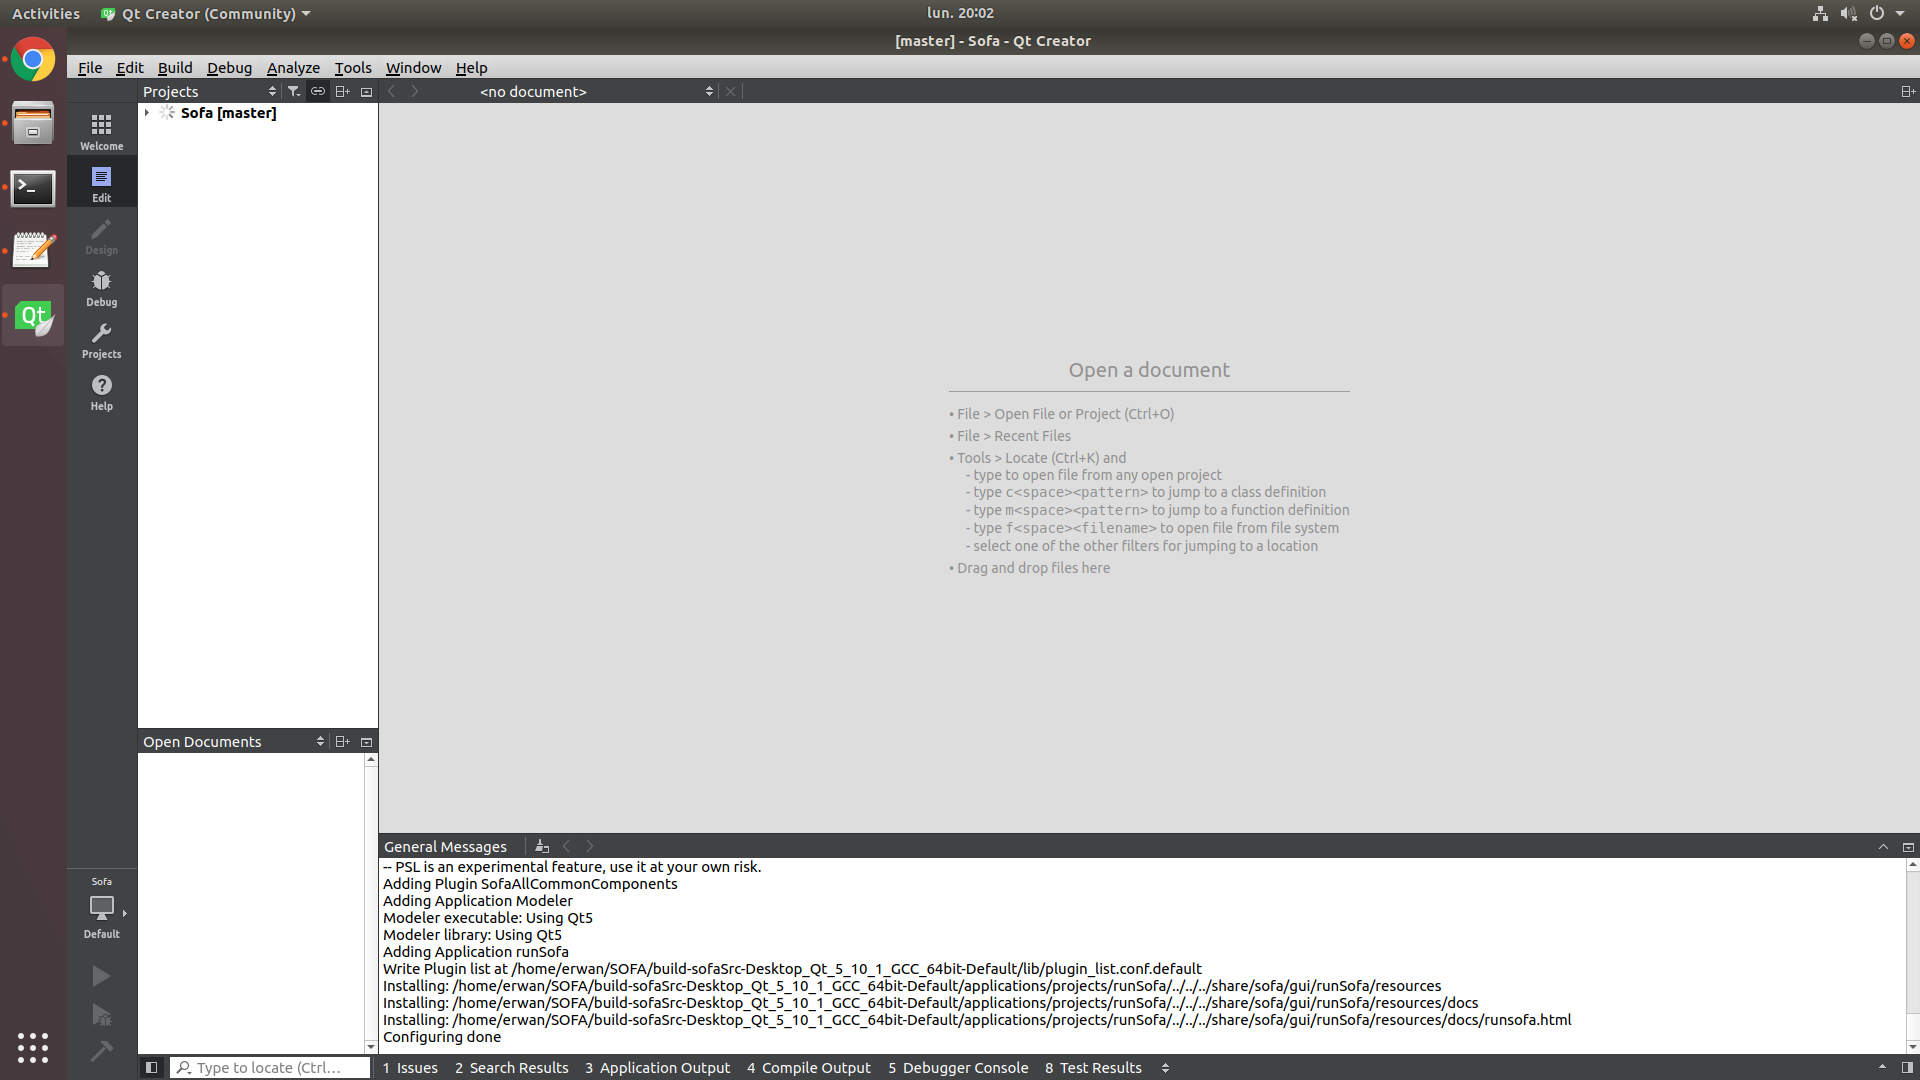 Activities
Qt Creator (Community)
lun. 20:02
[master] - Sofa - Qt Creator
File Edit Build Debug Analyze Tools Window Help
Projects
<no document>
Sofa [master]
Welcome
Edit
Design
Debug
Projects
Help
Qt
Open a document
• File > Open File or Project (Ctrl+O)
• File > Recent Files
• Tools > Locate (Ctrl+K) and
- type to open file from any open project
- type c<space><pattern> to jump to a class definition
- type m<space><pattern> to jump to a function definition
- type f<space><filename> to open file from file system
- select one of the other filters for jumping to a location
• Drag and drop files here
Open Documents
General Messages
-- PSL is an experimental feature, use it at your own risk.
Adding Plugin SofaAllCommonComponents
Adding Application Modeler
Modeler executable: Using Qt5
Modeler library: Using Qt5
Adding Application runSofa
Write Plugin list at /home/erwan/SOFA/build-sofaSrc-Desktop_Qt_5_10_1_GCC_64bit-Default/lib/plugin_list.conf.default
Installing: /home/erwan/SOFA/build-sofaSrc-Desktop_Qt_5_10_1_GCC_64bit-Default/applications/projects/runSofa/../../../share/sofa/gui/runSofa/resources
Installing: /home/erwan/SOFA/build-sofaSrc-Desktop_Qt_5_10_1_GCC_64bit-Default/applications/projects/runSofa/../../../share/sofa/gui/runSofa/resources/docs
Installing: /home/erwan/SOFA/build-sofaSrc-Desktop_Qt_5_10_1_GCC_64bit-Default/applications/projects/runSofa/../../../share/sofa/gui/runSofa/resources/docs/runsofa.html
Configuring done
Sofa
Default
Type to locate (Ctrl...
1 Issues 2 Search Results 3 Application Output 4 Compile Output 5 Debugger Console 8 Test Results